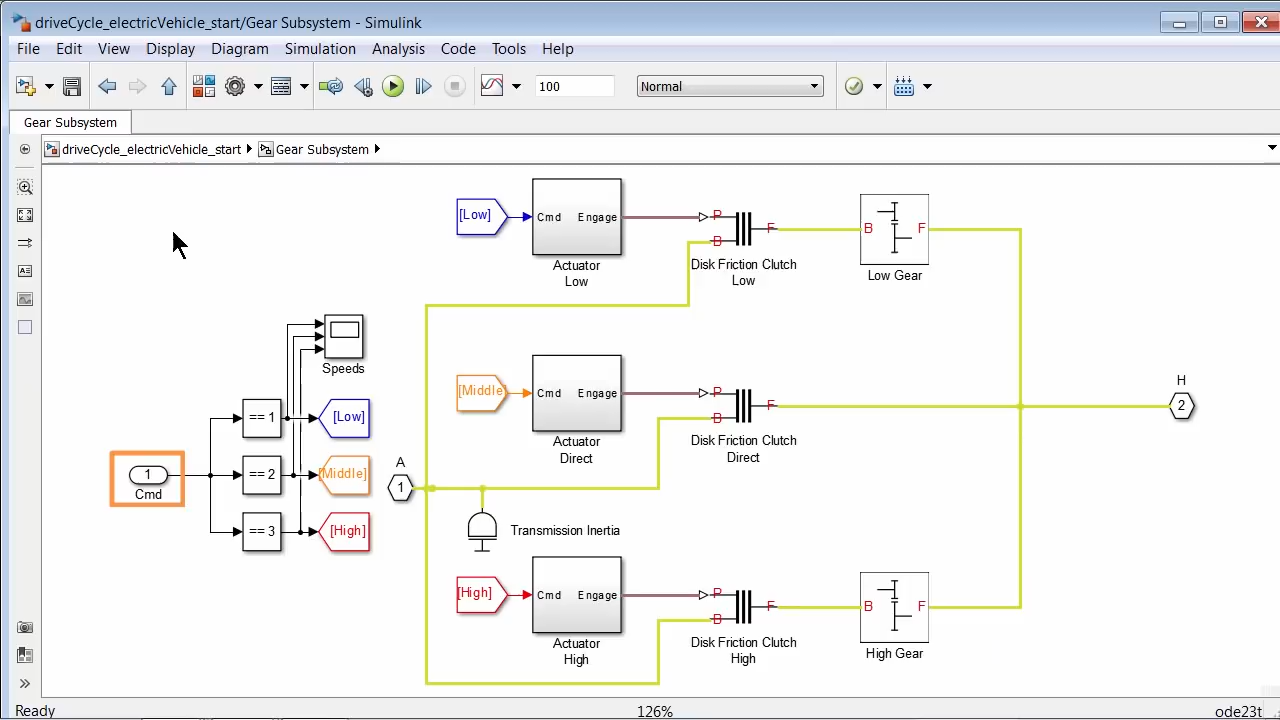 driveCycle_electricVehicle_start/Gear Subsystem - Simulink
File Edit View Display Diagram Simulation Analysis Code Tools Help
100
Normal
Gear Subsystem
driveCycle_electricVehicle_start Gear Subsystem
[Low]
Cmd Engage
Actuator
Low
P
B
F
Disk Friction Clutch
Low
B F
Low Gear
Speeds
[Middle]
Cmd Engage
Actuator
Direct
P
B
F
Disk Friction Clutch
Direct
H
2
1
Cmd
== 1
[Low]
== 2
[Middle]
== 3
[High]
A
1
Transmission Inertia
[High]
Cmd Engage
Actuator
High
P
B
F
Disk Friction Clutch
High
B F
High Gear
Ready
126%
ode23t